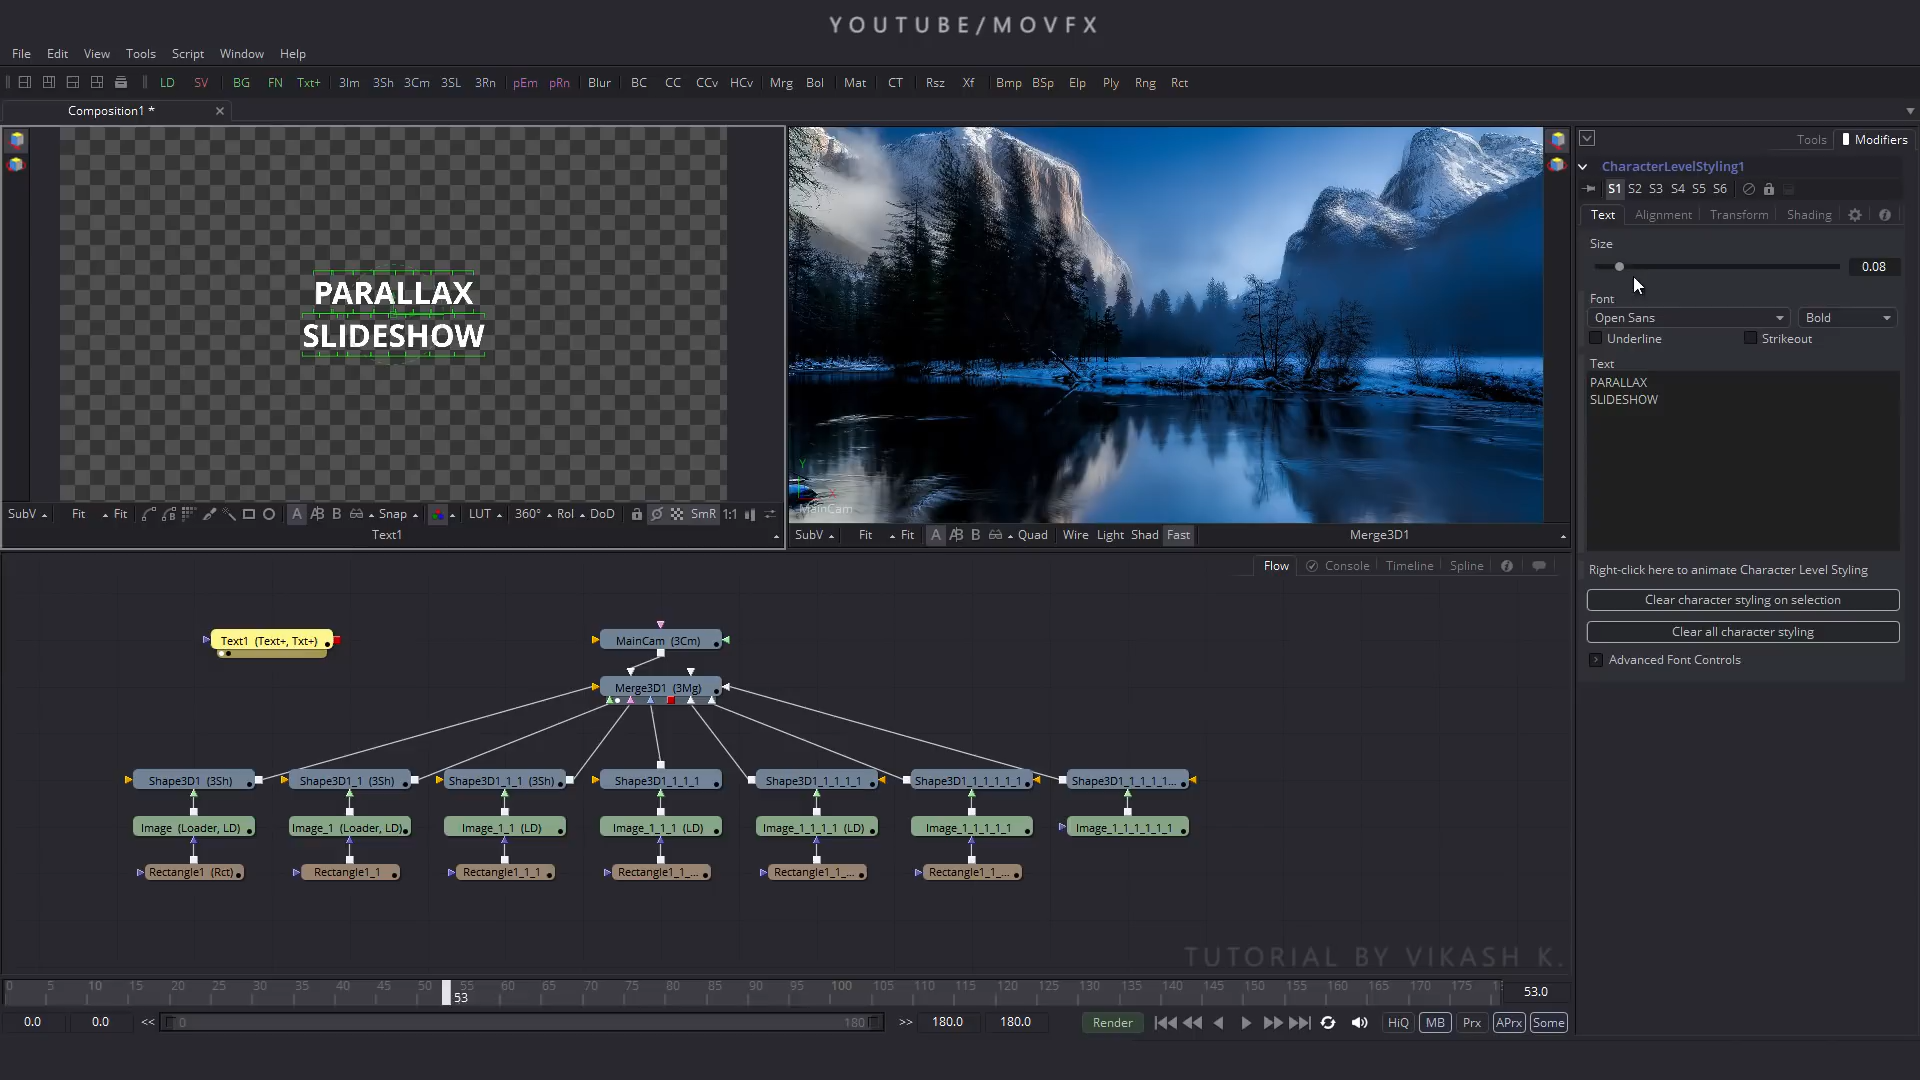 YOUTUBE/MOVFX
File Edit View Tools Script Window Help
LD SV BG FN Txt+ 3Im 3Sh 3Cm 3SL 3Rn pEm pRn Blur BC CC CCv HCv Mrg Bol Mat CT Rsz Xf Bmp BSp Elp Ply Rng Rct
Composition1 *
Tools Modifiers
CharacterLevelStyling1
S1 S2 S3 S4 S5 S6
Text Alignment Transform Shading
Size
0.08
Font
Open Sans Bold
Underline Strikeout
Text
PARALLAX
SLIDESHOW
Right-click here to animate Character Level Styling
Clear character styling on selection
Clear all character styling
Advanced Font Controls
PARALLAX
SLIDESHOW
Y
MainCam
SubV Fit Fit A B Snap LUT 360° Rol DoD SmR 1:1
Text1
SubV Fit Fit A B Quad Wire Light Shad Fast Merge3D1
Flow Console Timeline Spline
Text1 (Text+, Txt+)
MainCam (3Cm)
Merge3D1 (3Mg)
Shape3D1 (3Sh) Shape3D1_1 (3Sh) Shape3D1_1_1 (3Sh) Shape3D1_1_1_1 Shape3D1_1_1_1_1 Shape3D1_1_1_1_1_1 Shape3D1_1_1_1_1...
Image (Loader, LD) Image_1 (Loader, LD) Image_1_1 (LD) Image_1_1_1 (LD) Image_1_1_1_1 (LD) Image_1_1_1_1_1 Image_1_1_1_1_1_1
Rectangle1 (Rct) Rectangle1_1 Rectangle1_1_1 Rectangle1_1_... Rectangle1_1_... Rectangle1_1_...
TUTORIAL BY VIKASH K.
0 5 10 15 20 25 30 35 40 45 50 55 60 65 70 75 80 85 90 95 100 105 110 115 120 125 130 135 140 145 150 155 160 165 170 175
53
53.0
0.0 0.0 << 0 180 >> 180.0 180.0 Render HiQ MB Prx APrx Some